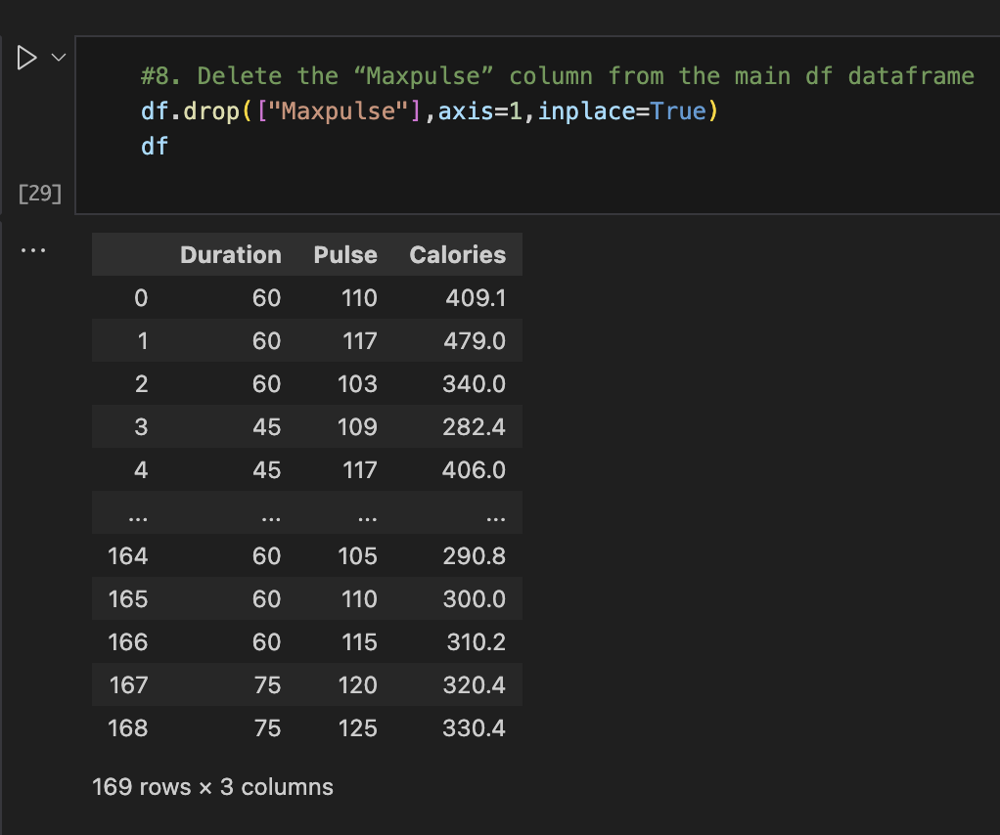 #8. Delete the “Maxpulse” column from the main df dataframe
df.drop(["Maxpulse"],axis=1,inplace=True)
df
[29]
...
Duration Pulse Calories
0 60 110 409.1
1 60 117 479.0
2 60 103 340.0
3 45 109 282.4
4 45 117 406.0
... ... ... ...
164 60 105 290.8
165 60 110 300.0
166 60 115 310.2
167 75 120 320.4
168 75 125 330.4
169 rows × 3 columns